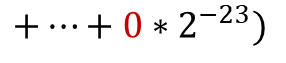 + ⋯ + 0 * 2⁻²³)